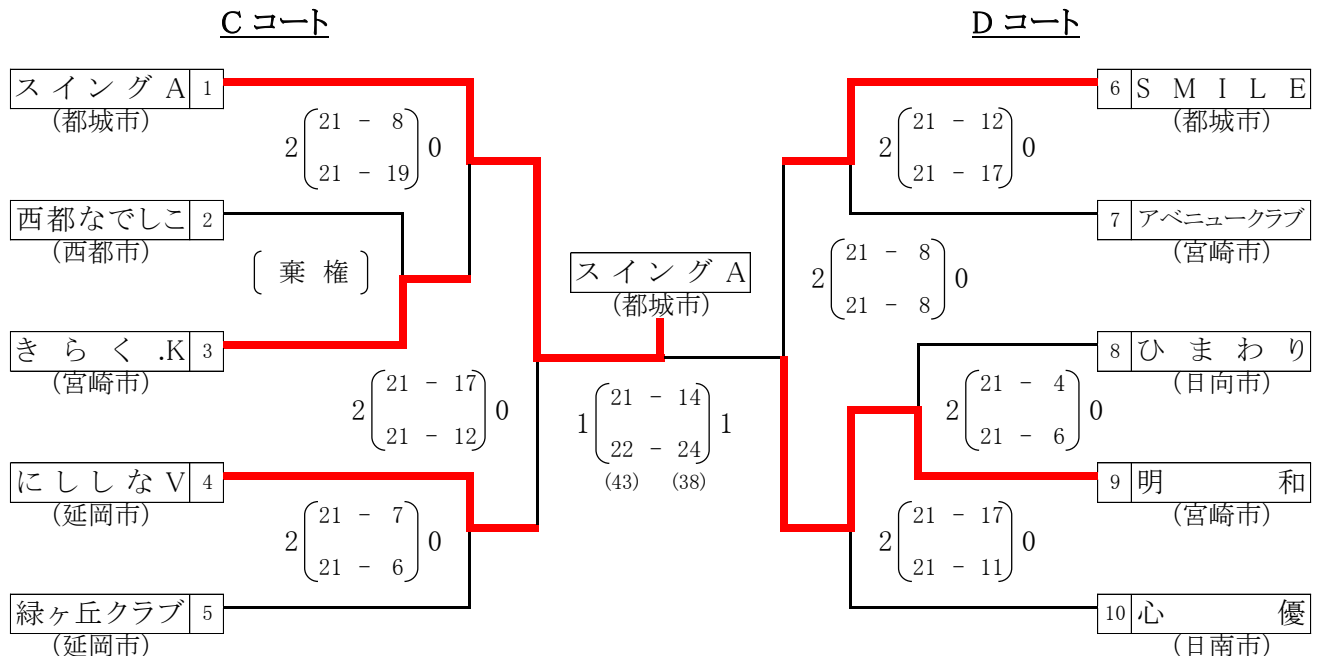 C コート
D コート
スイングA 1
(都城市)
2 21 - 8 0
21 - 19
西都なでしこ 2
(西都市)
棄権
きらく.K 3
(宮崎市)
2 21 - 17 0
21 - 12
にししなV 4
(延岡市)
2 21 - 7 0
21 - 6
緑ヶ丘クラブ 5
(延岡市)
スイングA
(都城市)
1 21 - 14 1
22 - 24
(43) (38)
6 SMILE
(都城市)
2 21 - 12 0
21 - 17
7 アベニュークラブ
(宮崎市)
2 21 - 8 0
21 - 8
8 ひまわり
(日向市)
2 21 - 4 0
21 - 6
9 明和
(宮崎市)
2 21 - 17 0
21 - 11
10 心優
(日南市)